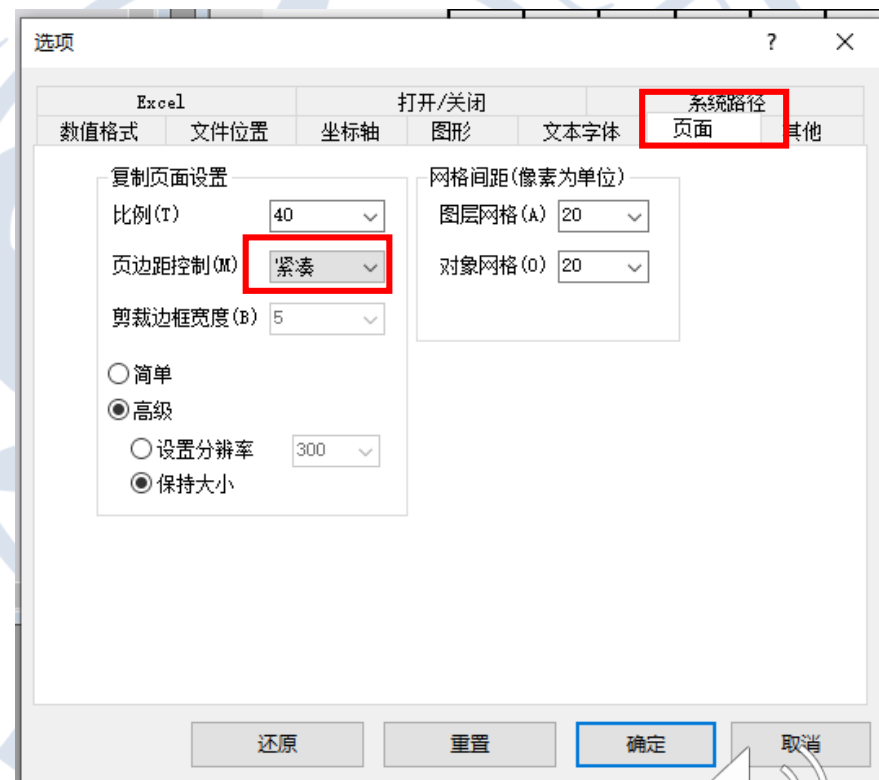 选项
Excel 打开/关闭 系统路径
数值格式 文件位置 坐标轴 图形 文本字体 页面 其他
复制页面设置 网格间距(像素为单位)
比例(T) 40 图层网格(A) 20
页边距控制(M) 紧凑 对象网格(O) 20
剪裁边框宽度(B) 5
简单
高级
设置分辨率 300
保持大小
还原 重置 确定 取消